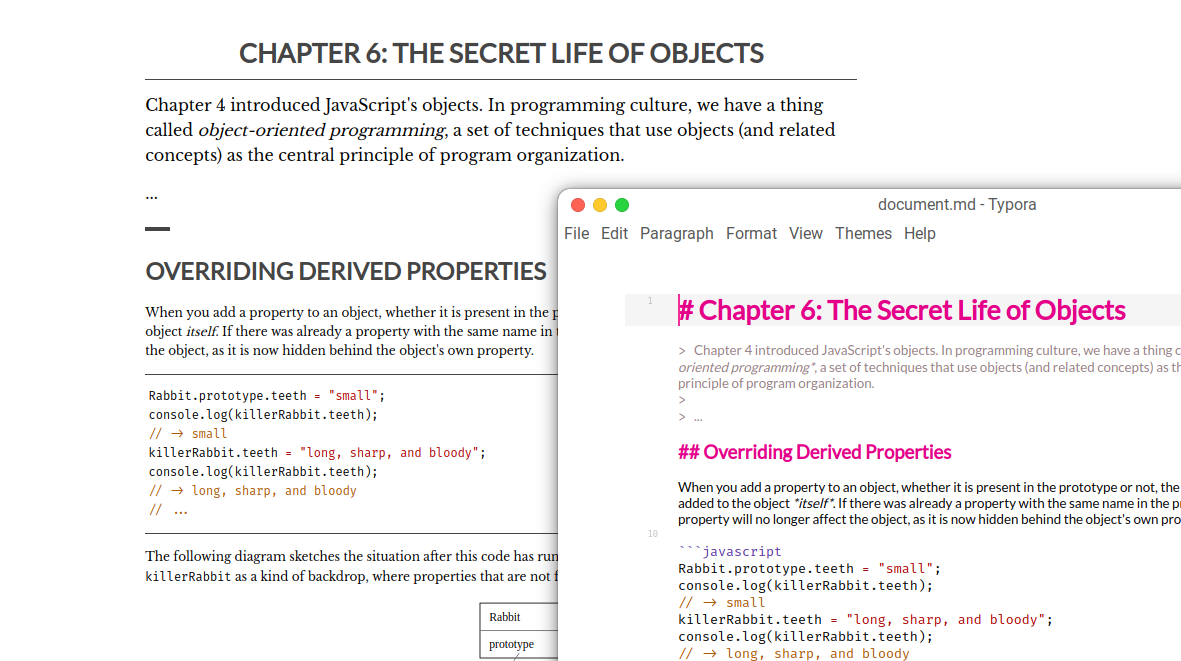 CHAPTER 6: THE SECRET LIFE OF OBJECTS
Chapter 4 introduced JavaScript's objects. In programming culture, we have a thing
called object-oriented programming, a set of techniques that use objects (and related
concepts) as the central principle of program organization.
...
OVERRIDING DERIVED PROPERTIES
When you add a property to an object, whether it is present in the
object itself. If there was already a property with the same name in
the object, as it is now hidden behind the object's own property.
Rabbit.prototype.teeth = "small";
console.log(killerRabbit.teeth);
// → small
killerRabbit.teeth = "long, sharp, and bloody";
console.log(killerRabbit.teeth);
// → long, sharp, and bloody
// ...
The following diagram sketches the situation after this code has run
killerRabbit as a kind of backdrop, where properties that are not
Rabbit
prototype
document.md - Typora
File Edit Paragraph Format View Themes Help
1 # Chapter 6: The Secret Life of Objects
> Chapter 4 introduced JavaScript's objects. In programming culture, we have a thing
oriented programming*, a set of techniques that use objects (and related concepts) as
principle of program organization.
>
> ...
## Overriding Derived Properties
When you add a property to an object, whether it is present in the prototype or not, the
added to the object *itself*. If there was already a property with the same name in the
property will no longer affect the object, as it is now hidden behind the object's own
10
```javascript
Rabbit.prototype.teeth = "small";
console.log(killerRabbit.teeth);
// → small
killerRabbit.teeth = "long, sharp, and bloody";
console.log(killerRabbit.teeth);
// → long, sharp, and bloody